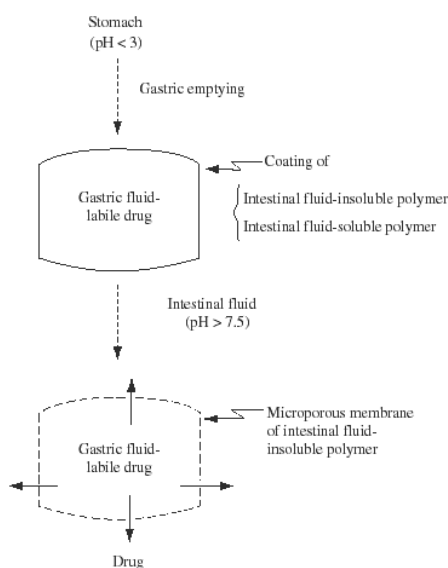 Stomach
(pH < 3)
Gastric emptying
Coating of
Gastric fluid-
labile drug
Intestinal fluid-insoluble polymer
Intestinal fluid-soluble polymer
Intestinal fluid
(pH > 7.5)
Microporous membrane
of intestinal fluid-
insoluble polymer
Gastric fluid-
labile drug
Drug